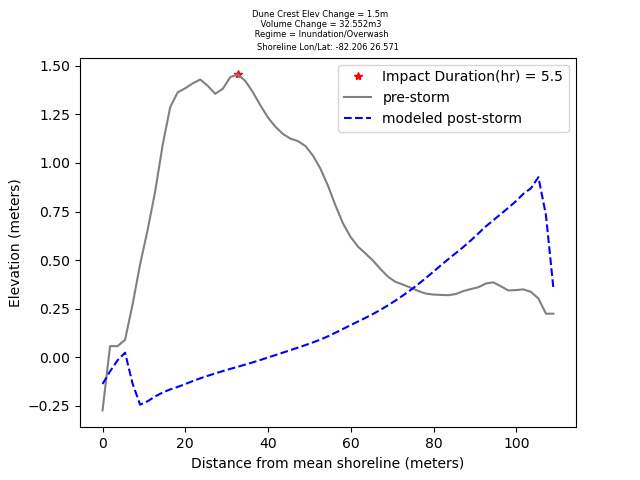 Dune Crest Elev Change = 1.5m
Volume Change = 32.552m3
Regime = Inundation/Overwash
Shoreline Lon/Lat: -82.206 26.571
Impact Duration(hr) = 5.5
pre-storm
modeled post-storm
1.50
1.25
1.00
0.75
0.50
0.25
0.00
−0.25
Elevation (meters)
0 20 40 60 80 100
Distance from mean shoreline (meters)